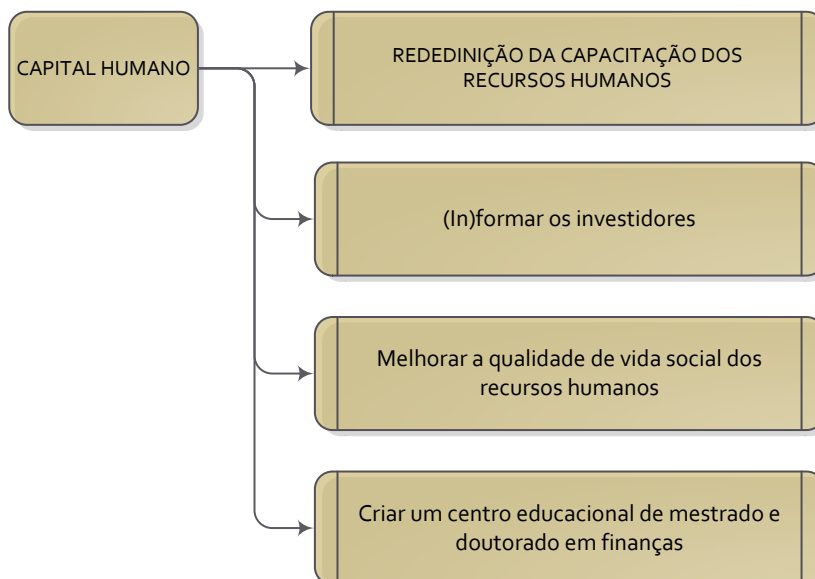 CAPITAL HUMANO
REDEDINIÇÃO DA CAPACITAÇÃO DOS
RECURSOS HUMANOS
(In)formar os investidores
Melhorar a qualidade de vida social dos
recursos humanos
Criar um centro educacional de mestrado e
doutorado em finanças